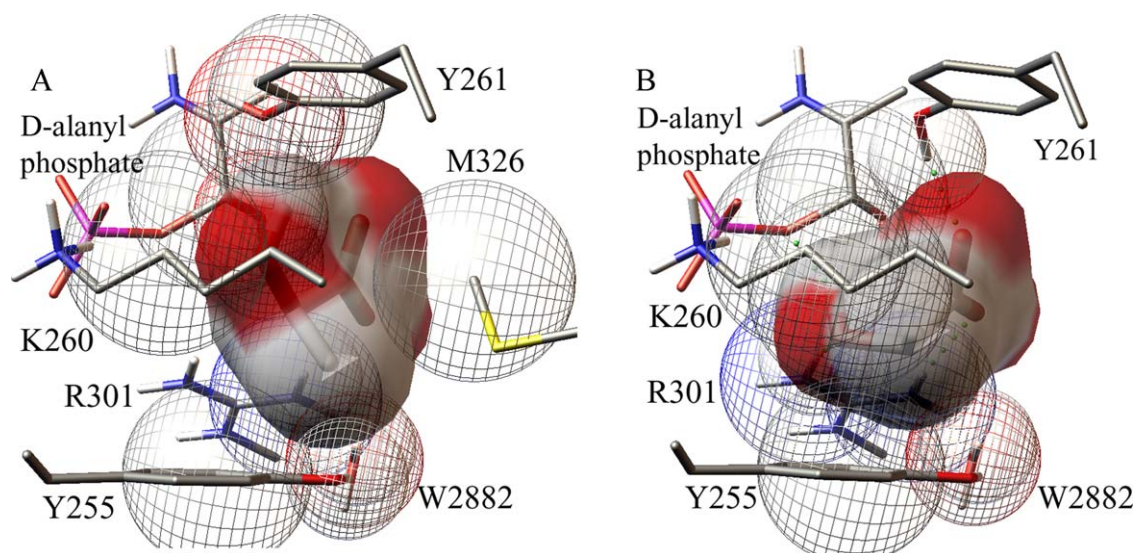 A
Y261
D-alanyl
phosphate
M326
K260
R301
Y255
W2882
B
D-alanyl
phosphate
Y261
K260
R301
Y255
W2882